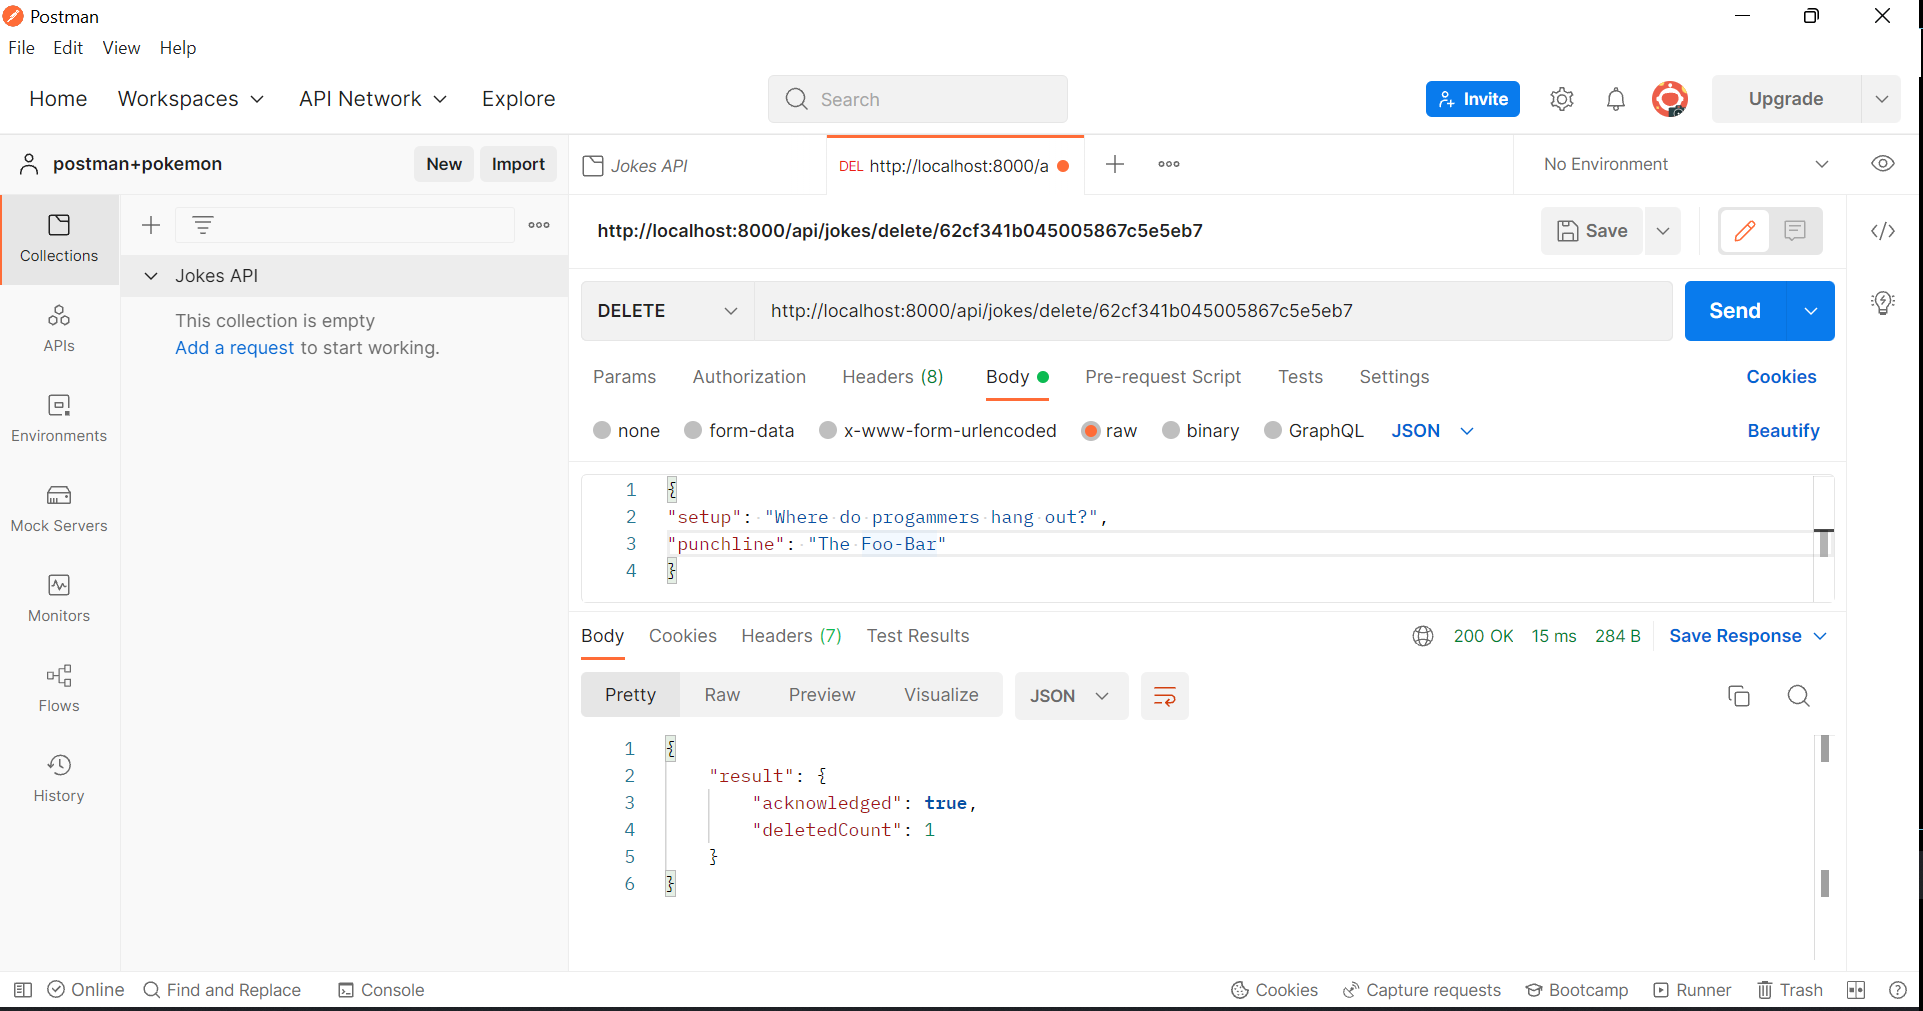 Postman
File Edit View Help
Home Workspaces API Network Explore
Search
Invite
Upgrade
postman+pokemon
New Import
Jokes API
DEL http://localhost:8000/a
No Environment
Collections
APIs
Environments
Mock Servers
Monitors
Flows
History
Jokes API
This collection is empty
Add a request to start working.
http://localhost:8000/api/jokes/delete/62cf341b045005867c5e5eb7
Save
DELETE http://localhost:8000/api/jokes/delete/62cf341b045005867c5e5eb7
Send
Params Authorization Headers (8) Body Pre-request Script Tests Settings Cookies
none form-data x-www-form-urlencoded raw binary GraphQL JSON Beautify
1 {
2 "setup": "Where do progammers hang out?",
3 "punchline": "The Foo-Bar"
4 }
Body Cookies Headers (7) Test Results 200 OK 15 ms 284 B Save Response
Pretty Raw Preview Visualize JSON
1 {
2 "result": {
3 "acknowledged": true,
4 "deletedCount": 1
5 }
6 }
Online Find and Replace Console Cookies Capture requests Bootcamp Runner Trash